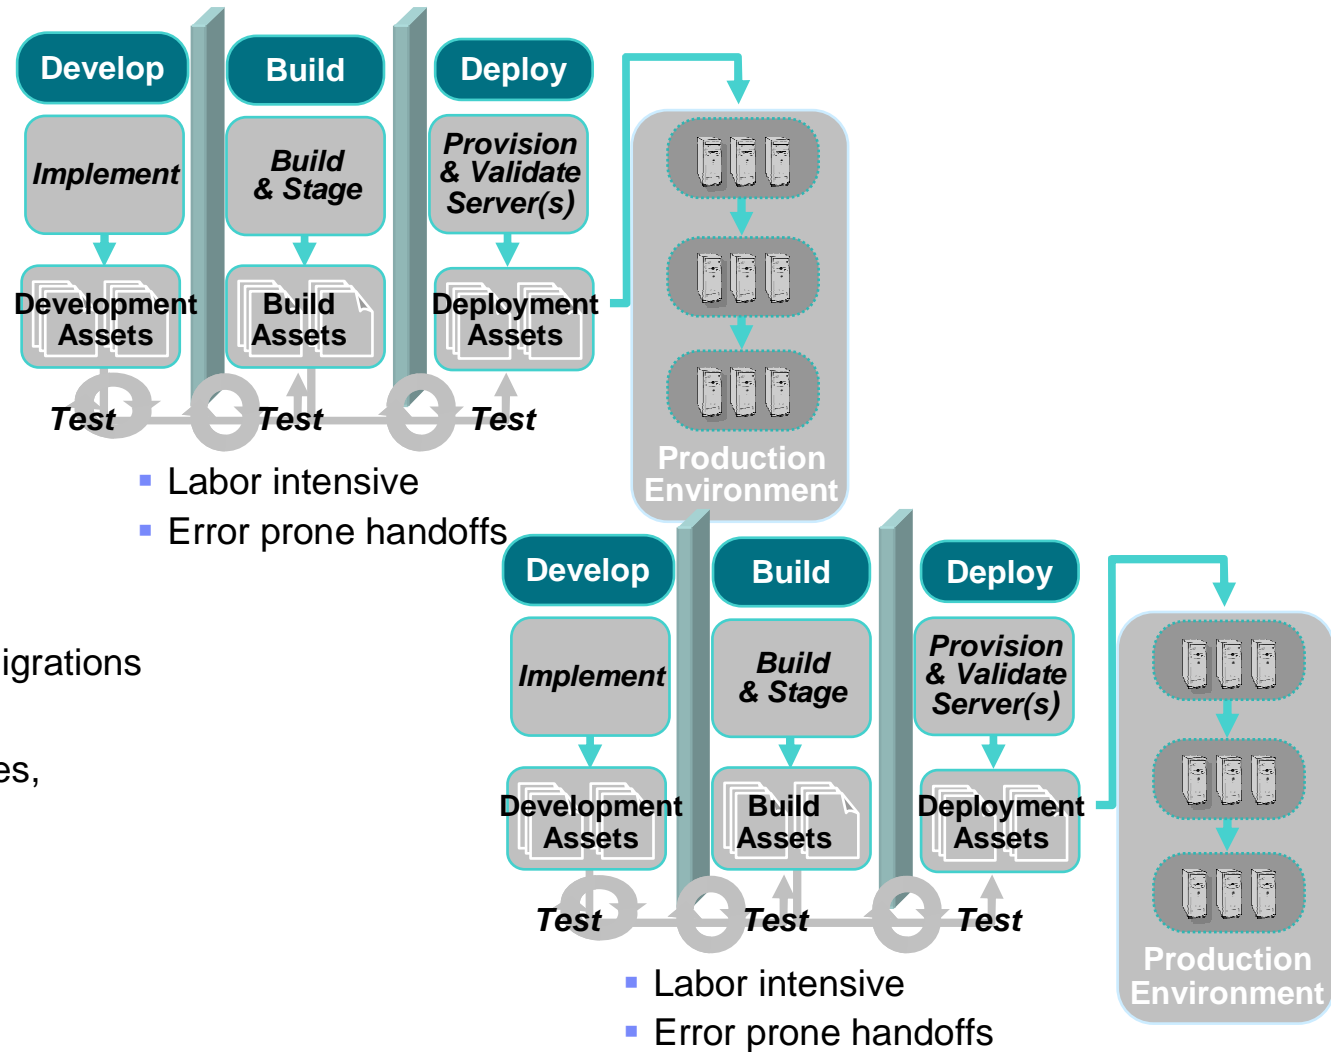 Develop
Build
Deploy
Implement
Build
& Stage
Provision
& Validate
Server(s)
Development
Assets
Build
Assets
Deployment
Assets
Test
Test
Test
Production
Environment
▪ Labor intensive
▪ Error prone handoffs
igrations
es,
Develop
Build
Deploy
Implement
Build
& Stage
Provision
& Validate
Server(s)
Development
Assets
Build
Assets
Deployment
Assets
Test
Test
Test
Production
Environment
▪ Labor intensive
▪ Error prone handoffs